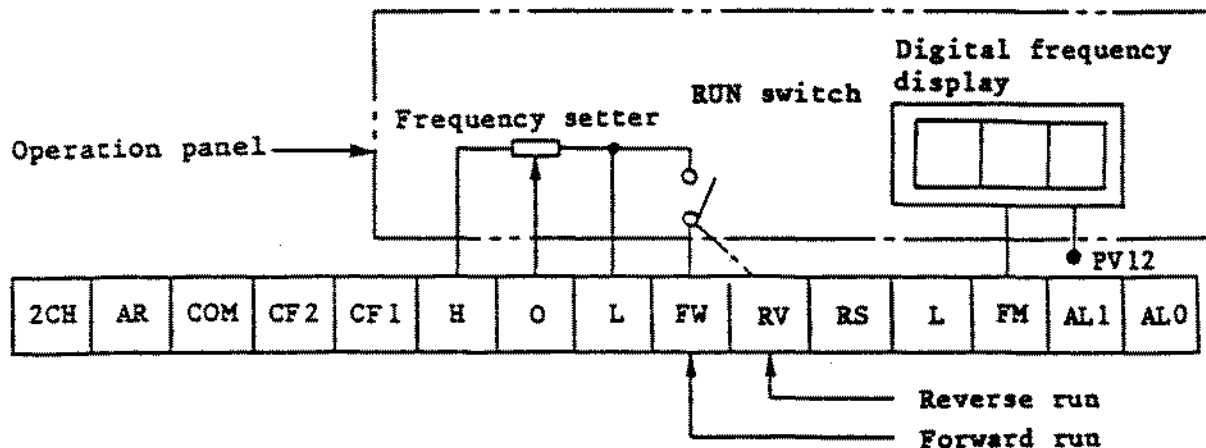 Digital frequency
display
RUN switch
Frequency setter
Operation panel
PV12
2CH AR COM CF2 CF1 H O L FW RV RS L FM AL1 AL0
Reverse run
Forward run